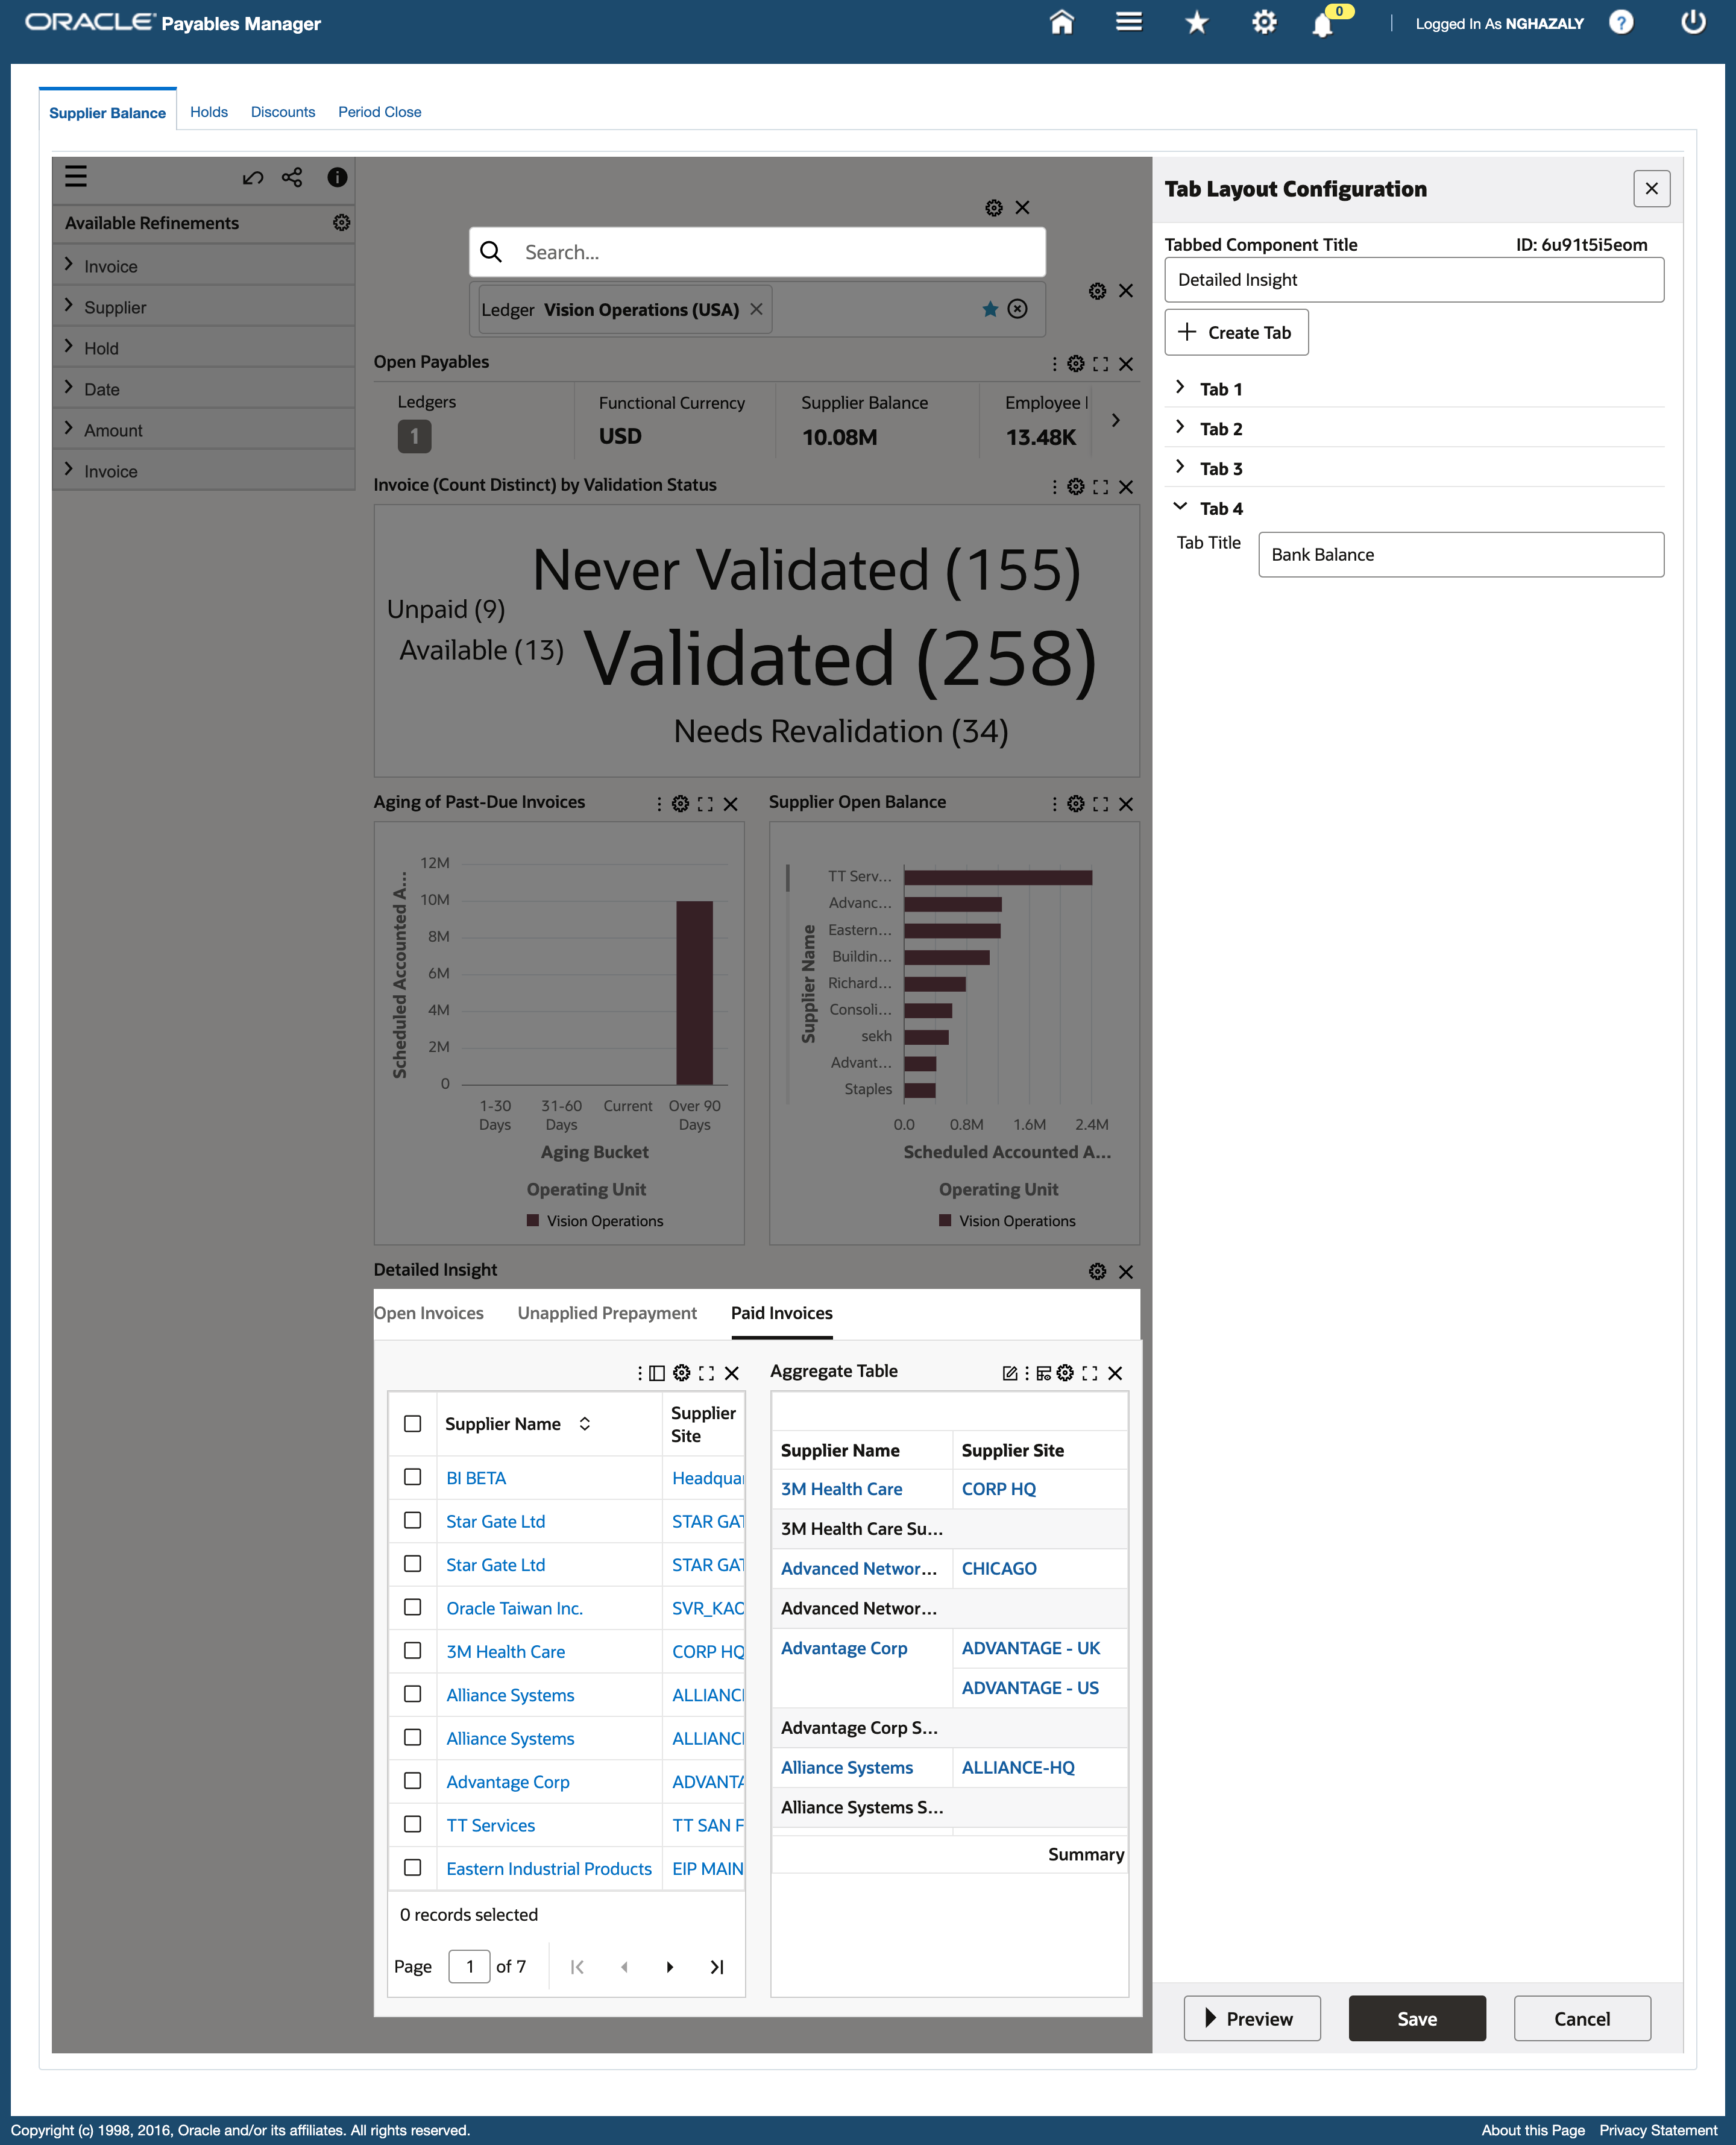 ORACLE Payables Manager
0
Logged In As NGHAZALY
Supplier Balance Holds Discounts Period Close
Available Refinements
Invoice
Supplier
Hold
Date
Amount
Invoice
Search...
Ledger Vision Operations (USA)
Open Payables
Ledgers
1
Functional Currency
USD
Supplier Balance
10.08M
Employee
13.48K
Invoice (Count Distinct) by Validation Status
Never Validated (155)
Unpaid (9)
Available (13)
Validated (258)
Needs Revalidation (34)
Aging of Past-Due Invoices
Scheduled Accounted A...
12M
10M
8M
6M
4M
2M
0
1-30 Days
31-60 Days
Current
Over 90 Days
Aging Bucket
Operating Unit
Vision Operations
Supplier Open Balance
Supplier Name
TT Serv...
Advanc...
Eastern...
Buildin...
Richard...
Consoli...
sekh
Advant...
Staples
0.0 0.8M 1.6M 2.4M
Scheduled Accounted A...
Operating Unit
Vision Operations
Detailed Insight
Open Invoices Unapplied Prepayment Paid Invoices
Supplier Name Supplier Site
BI BETA Headqua
Star Gate Ltd STAR GAT
Star Gate Ltd STAR GAT
Oracle Taiwan Inc. SVR_KAO
3M Health Care CORP HQ
Alliance Systems ALLIANC
Alliance Systems ALLIANC
Advantage Corp ADVANTA
TT Services TT SAN F
Eastern Industrial Products EIP MAIN
0 records selected
Page 1 of 7
Aggregate Table
Supplier Name Supplier Site
3M Health Care CORP HQ
3M Health Care Su...
Advanced Networ... CHICAGO
Advanced Networ...
Advantage Corp ADVANTAGE - UK
ADVANTAGE - US
Advantage Corp S...
Alliance Systems ALLIANCE-HQ
Alliance Systems S...
Summary
Tab Layout Configuration
Tabbed Component Title ID: 6u91t5i5eom
Detailed Insight
Create Tab
Tab 1
Tab 2
Tab 3
Tab 4
Tab Title Bank Balance
Preview Save Cancel
Copyright (c) 1998, 2016, Oracle and/or its affiliates. All rights reserved.
About this Page Privacy Statement